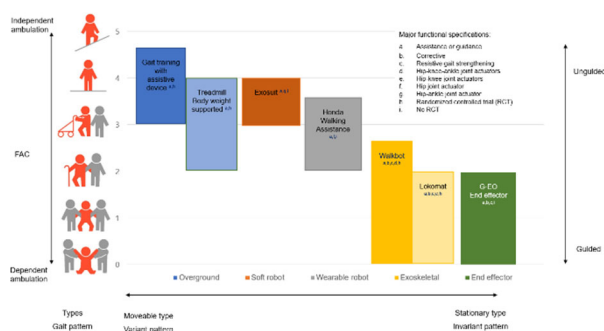 Independent
ambulation
FAC
Dependent
ambulation
5
4
3
2
1
0
Gait training
with
assistive
device
Treadmill
Body weight
supported
Exosuit
Honda
Walking
Assistance
Walkbot
Lokomat
G-EO
End effector
Major functional specifications:
a. Assistance or guidance
b. Corrective
c. Resistive gait strengthening
d. Hip-knee-ankle joint actuators
e. Hip knee joint actuators
f. Hip joint actuator
g. Hip-ankle joint actuator
h. Randomized controlled trial (RCT)
i. No RCT
Unguided
Guided
Overground
Soft robot
Wearable robot
Exoskeletal
End effector
Types
Gait pattern
Moveable type
Variant pattern
Stationary type
Invariant pattern